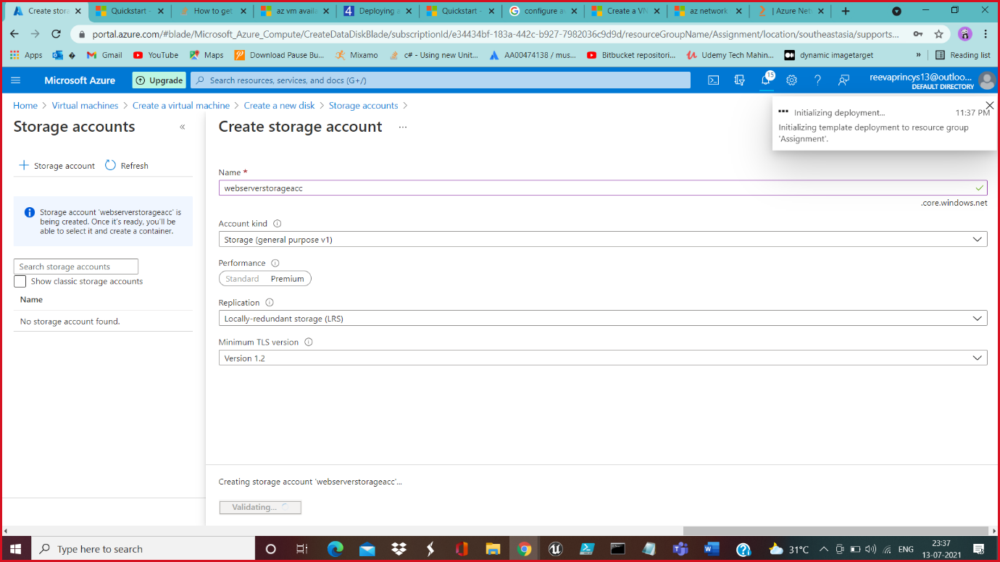 Create stora
Quickstart -
How to get
az vm availa
Deploying a
Quickstart -
configure av
Create a VN
az network
| Azure Net
portal.azure.com/#blade/Microsoft_Azure_Compute/CreateDataDiskBlade/subscriptionId/e34434bf-183a-442c-b927-7982036c9d9d/resourceGroupName/Assignment/location/southeastasia/supports...
Apps
Gmail
YouTube
Maps
Download Pause Bu...
Mixamo
c# - Using new Unit...
AA00474138 / mus...
Bitbucket repositori...
Udemy Tech Mahin...
dynamic imagetarget
»
Reading list
Microsoft Azure
Upgrade
Search resources, services, and docs (G+/)
15
reevaprincys13@outloo...
DEFAULT DIRECTORY
Home > Virtual machines > Create a virtual machine > Create a new disk > Storage accounts >
Initializing deployment...
11:37 PM
Initializing template deployment to resource group
'Assignment'.
Storage accounts
«
+ Storage account
Refresh
Storage account 'webserverstorageacc' is
being created. Once it's ready, you'll be
able to select it and create a container.
Search storage accounts
Show classic storage accounts
Name
No storage account found.
Create storage account
...
Name *
webserverstorageacc
.core.windows.net
Account kind
Storage (general purpose v1)
Performance
Standard
Premium
Replication
Locally-redundant storage (LRS)
Minimum TLS version
Version 1.2
Creating storage account 'webserverstorageacc'...
Validating...
Type here to search
31°C
ENG
23:37
13-07-2021